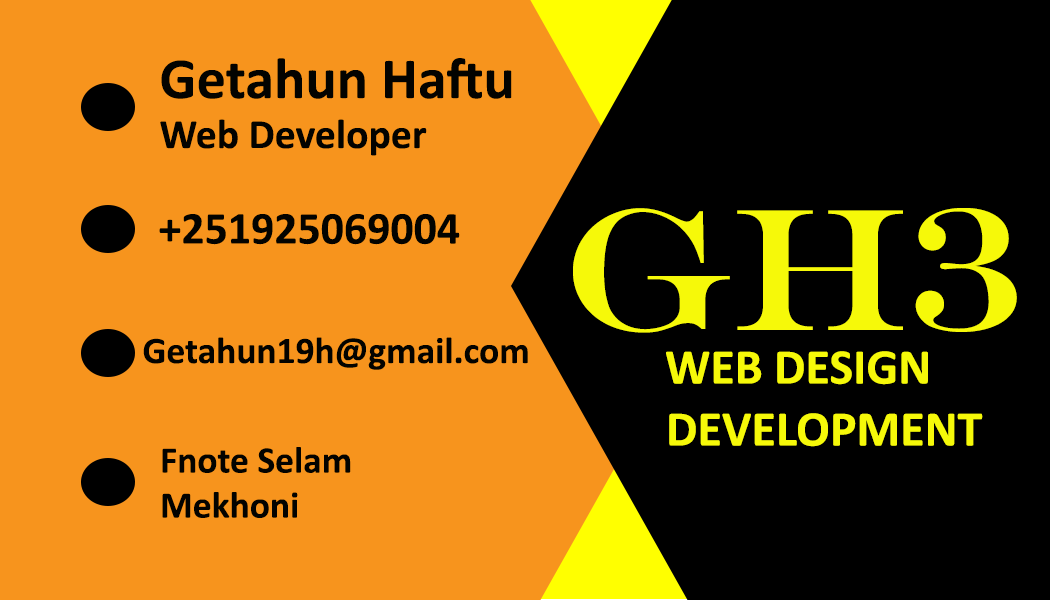 Getahun Haftu
Web Developer
+251925069004
Getahun19h@gmail.com
Fnote Selam
Mekhoni
GH3
WEB DESIGN
DEVELOPMENT